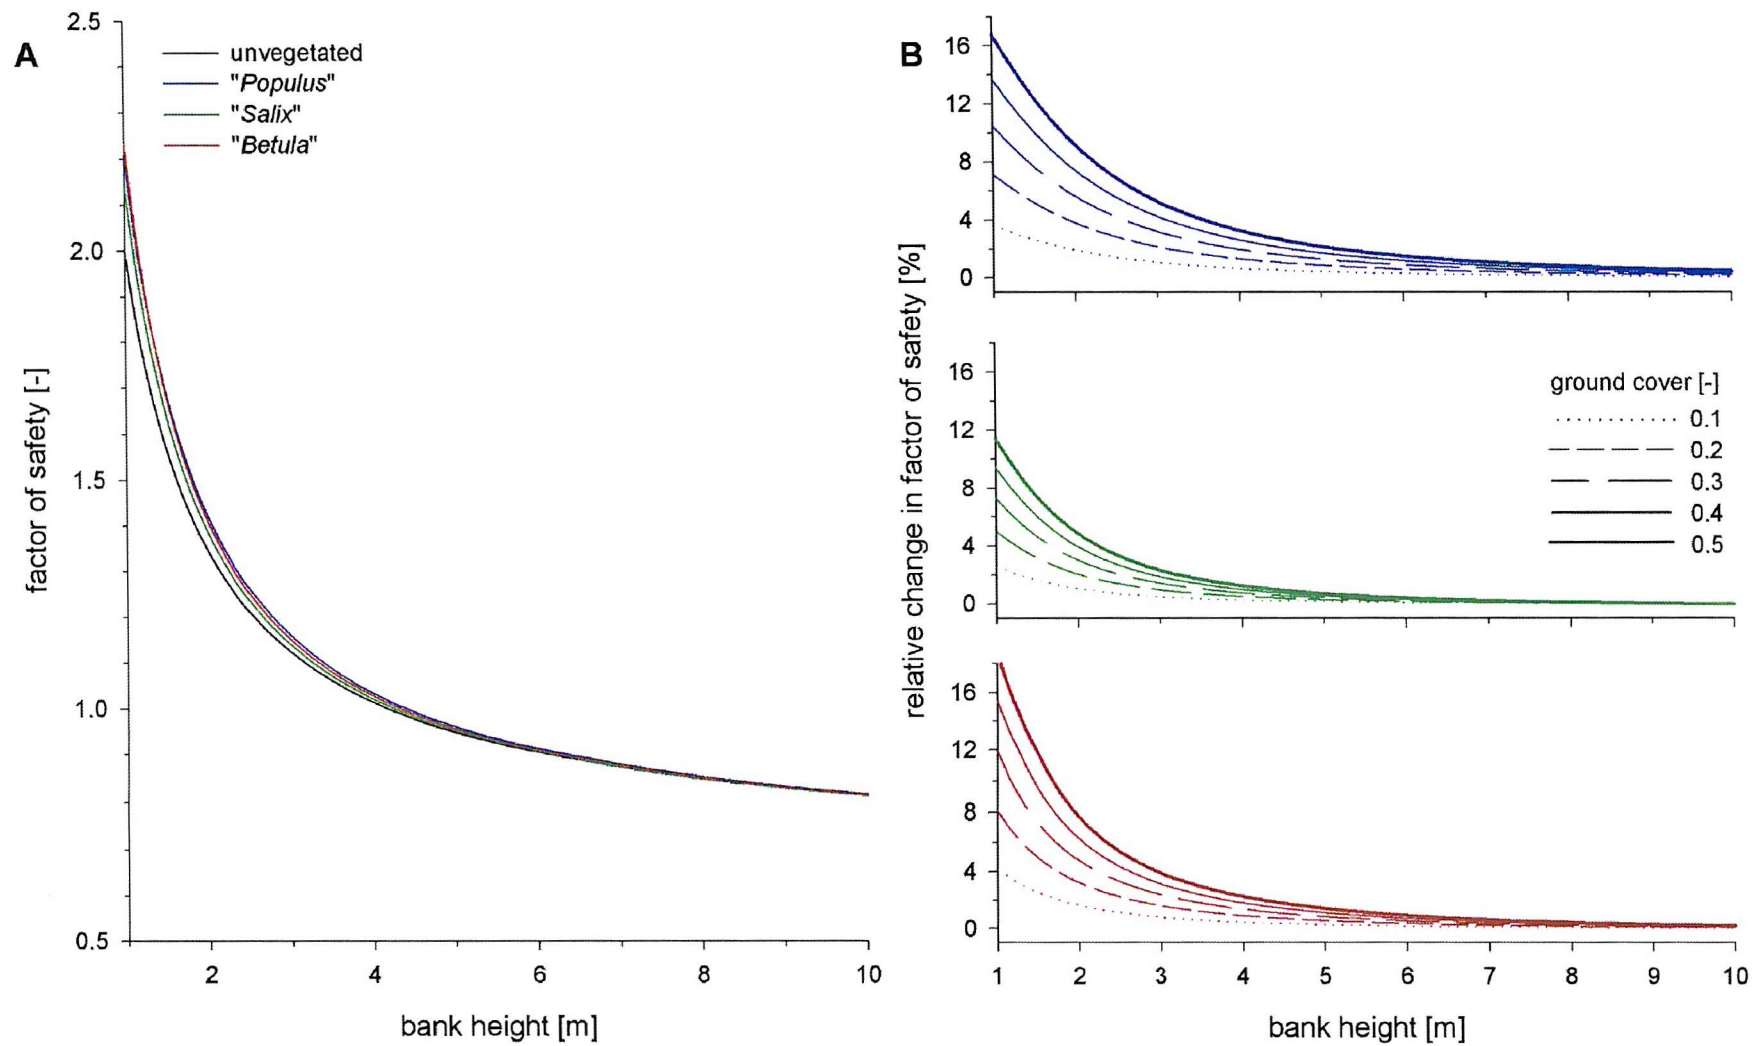 A
2.5
2.0
1.5
1.0
0.5
factor of safety [-]
unvegetated
"Populus"
"Salix"
"Betula"
2 4 6 8 10
bank height [m]
B
relative change in factor of safety [%]
16
12
8
4
0
16
12
8
4
0
ground cover [-]
0.1
0.2
0.3
0.4
0.5
16
12
8
4
0
1 2 3 4 5 6 7 8 9 10
bank height [m]